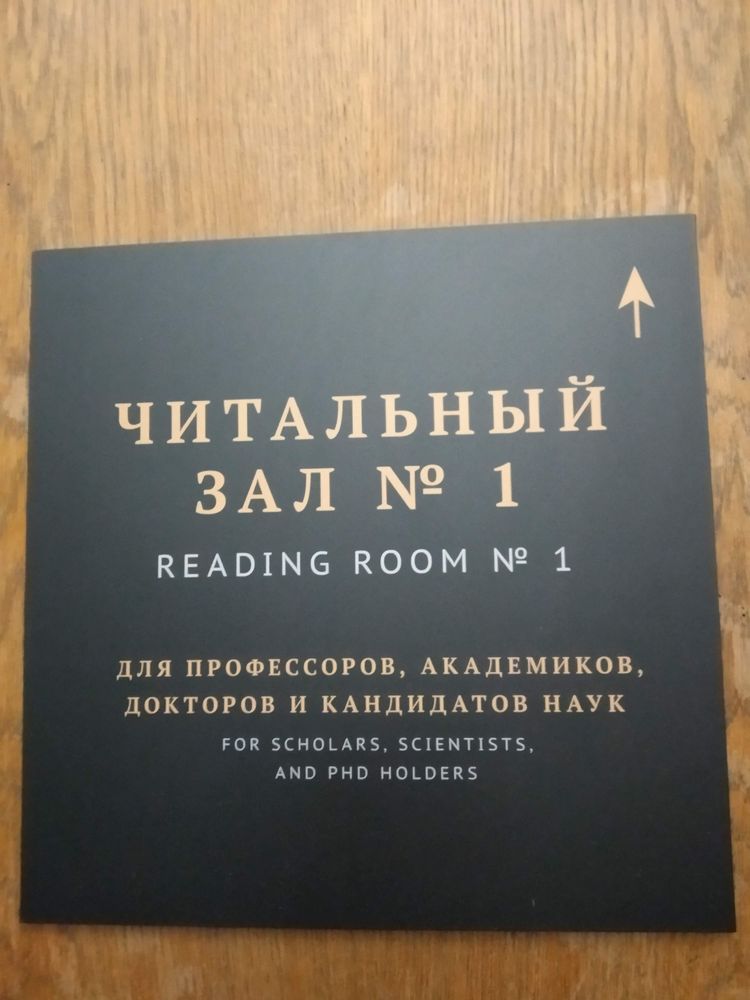 ЧИТАЛЬНЫЙ
ЗАЛ № 1
READING ROOM № 1
ДЛЯ ПРОФЕССОРОВ, АКАДЕМИКОВ,
ДОКТОРОВ И КАНДИДАТОВ НАУК
FOR SCHOLARS, SCIENTISTS,
AND PHD HOLDERS